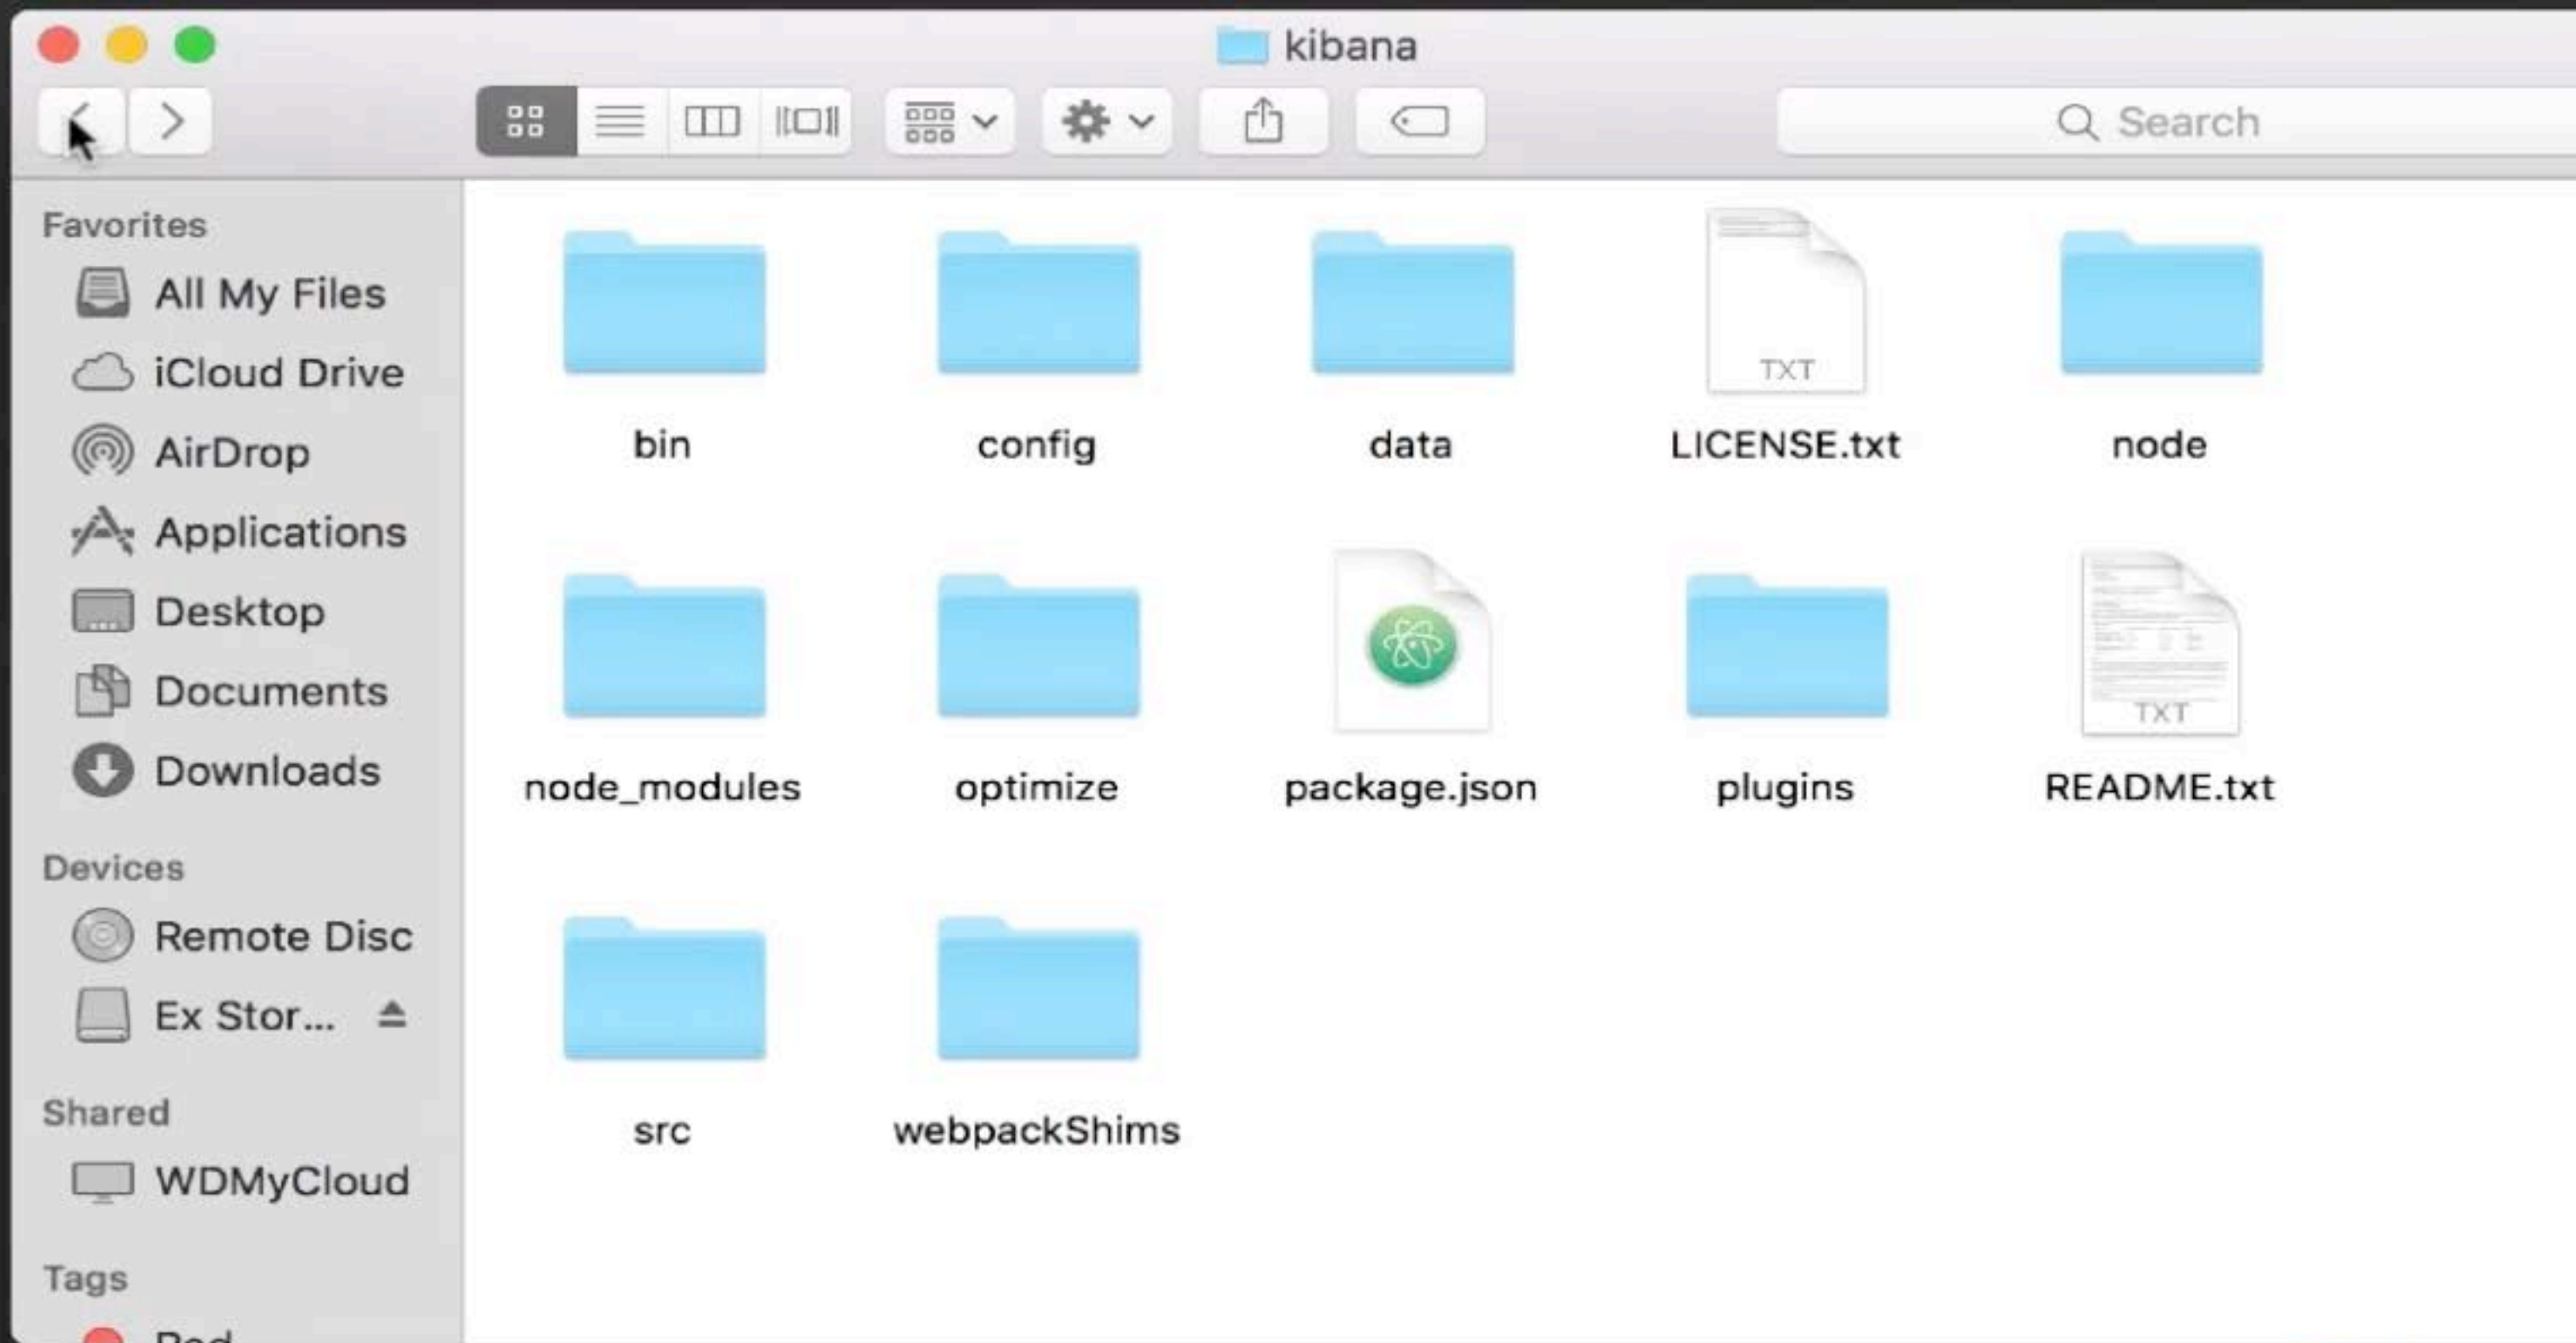 kibana
Search
Favorites
All My Files
iCloud Drive
AirDrop
Applications
Desktop
Documents
Downloads
Devices
Remote Disc
Ex Stor...
Shared
WDMyCloud
Tags
Red
TXT
bin
config
data
LICENSE.txt
node
TXT
node_modules
optimize
package.json
plugins
README.txt
src
webpackShims